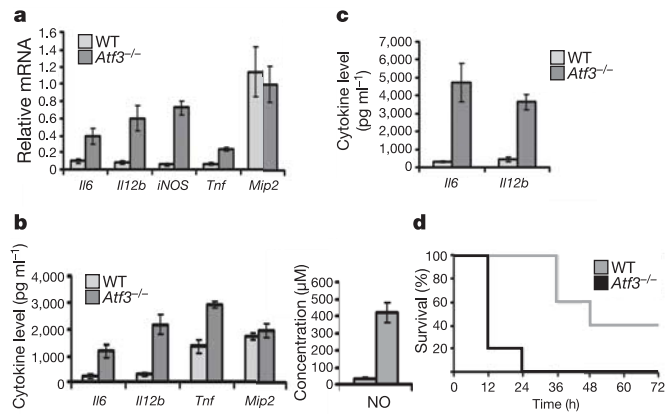 a
WT
Atf3−/−
Relative mRNA
1.6
1.4
1.2
1.0
0.8
0.6
0.4
0.2
0
Il6 Il12b iNOS Tnf Mip2
c
WT
Atf3−/−
Cytokine level
(pg ml−1)
7,000
6,000
5,000
4,000
3,000
2,000
1,000
0
Il6 Il12b
b
WT
Atf3−/−
Cytokine level (pg ml−1)
4,000
3,000
2,000
1,000
0
Il6 Il12b Tnf Mip2
Concentration (μM)
600
500
400
300
200
100
0
NO
d
WT
Atf3−/−
Survival (%)
100
80
60
40
20
0 12 24 36 48 60 72
Time (h)